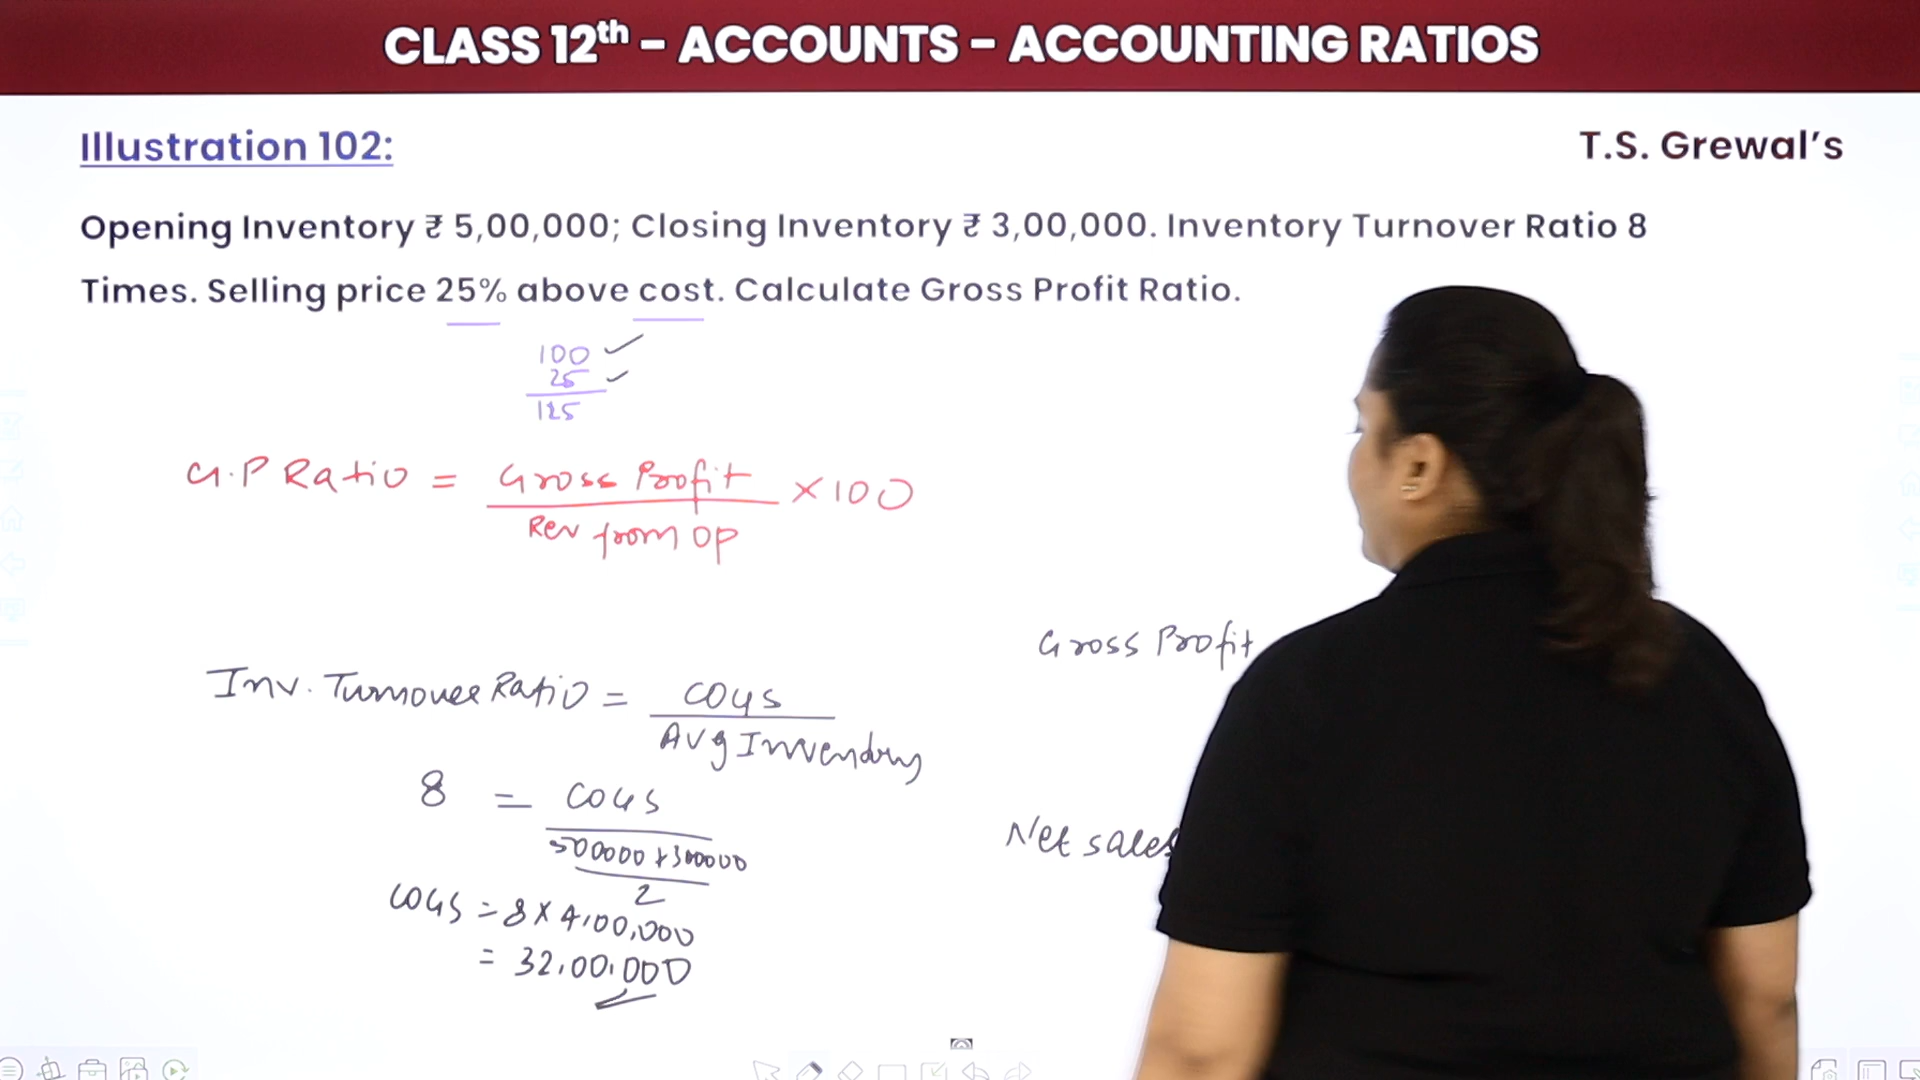 CLASS 12th - ACCOUNTS - ACCOUNTING RATIOS
Illustration 102:
T.S. Grewal's
Opening Inventory ₹ 5,00,000; Closing Inventory ₹ 3,00,000. Inventory Turnover Ratio 8
Times. Selling price 25% above cost. Calculate Gross Profit Ratio.
100
25
125
G.P Ratio = Gross Profit × 100
Rev from OP
Gross Profit
Inv. Turnover Ratio = COGS
Avg Inventory
8 = COGS
500000 + 300000
2
Net sales
COGS = 8 × 4,00,000
= 32,00,000